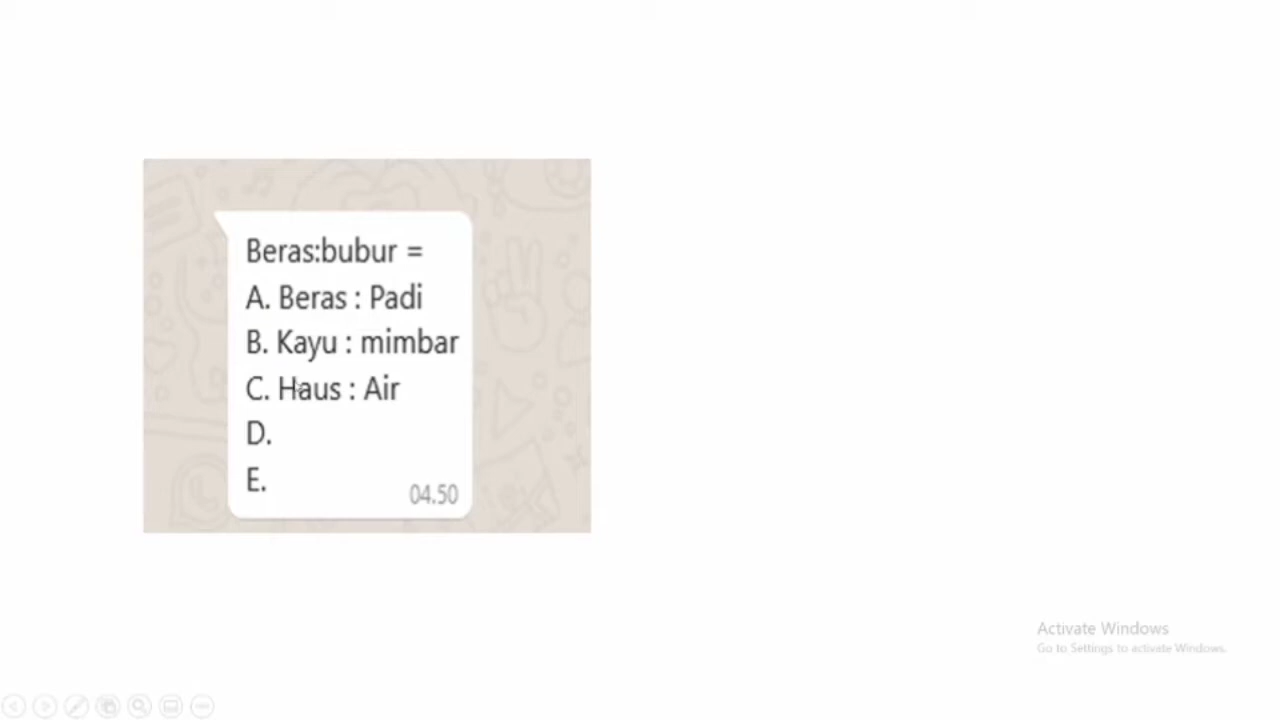 Beras:bubur =
A. Beras : Padi
B. Kayu : mimbar
C. Haus : Air
D.
E.
04.50
Activate Windows
Go to Settings to activate Windows.